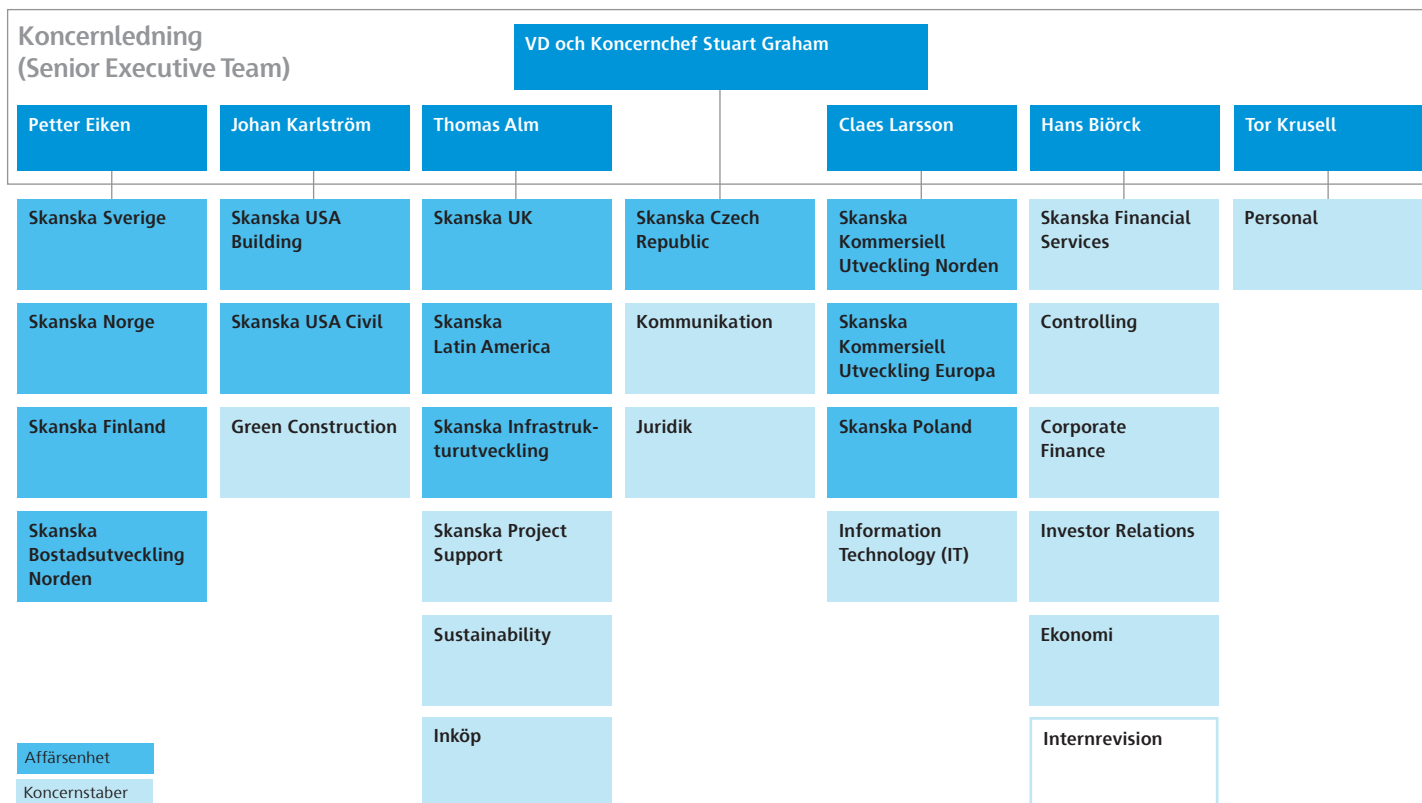 Koncernledning
(Senior Executive Team)
VD och Koncernchef Stuart Graham
Petter Eiken
Johan Karlström
Thomas Alm
Claes Larsson
Hans Biörck
Tor Krusell
Skanska Sverige
Skanska USA
Building
Skanska UK
Skanska Czech
Republic
Skanska
Kommersiell
Utveckling Norden
Skanska Financial
Services
Personal
Skanska Norge
Skanska USA Civil
Skanska
Latin America
Kommunikation
Skanska
Kommersiell
Utveckling Europa
Controlling
Skanska Finland
Green Construction
Skanska Infrastruk-
turutveckling
Juridik
Skanska Poland
Corporate
Finance
Skanska
Bostadsutveckling
Norden
Skanska Project
Support
Information
Technology (IT)
Investor Relations
Sustainability
Ekonomi
Inköp
Internrevision
Affärsenhet
Koncernstaber